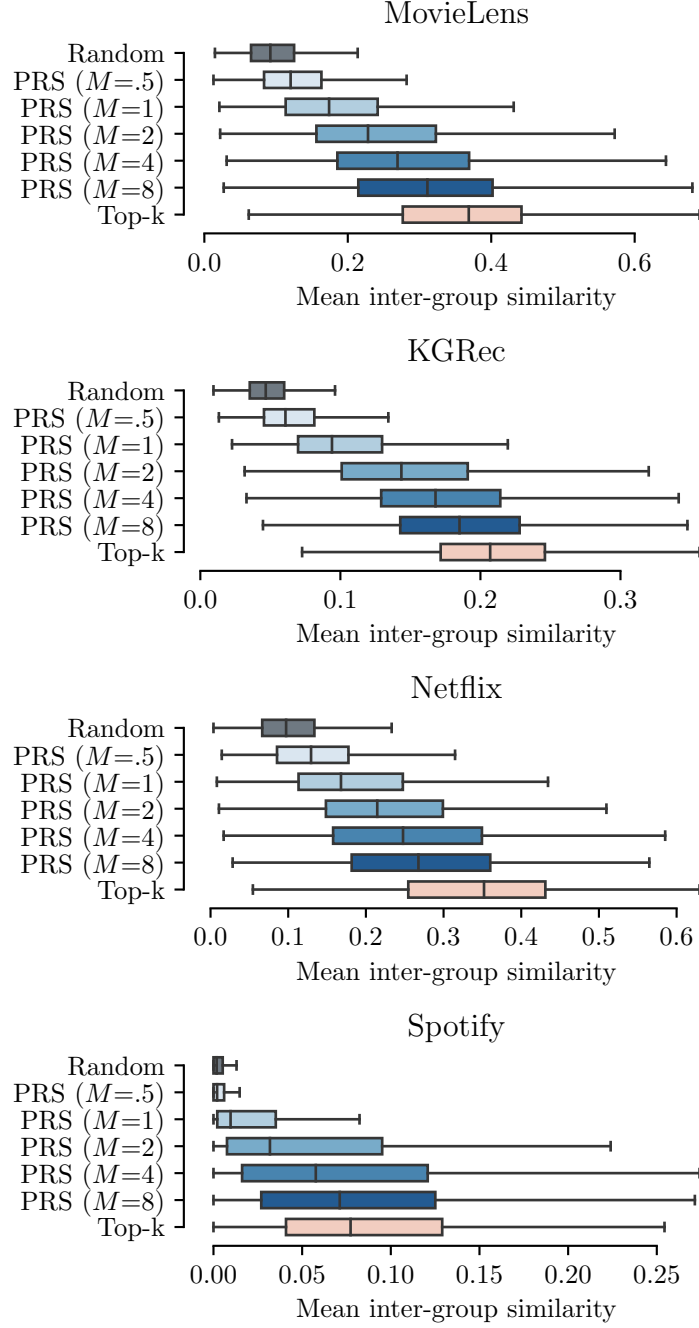 MovieLens
Random
PRS (M=.5)
PRS (M=1)
PRS (M=2)
PRS (M=4)
PRS (M=8)
Top-k
0.0 0.2 0.4 0.6
Mean inter-group similarity
KGRec
Random
PRS (M=.5)
PRS (M=1)
PRS (M=2)
PRS (M=4)
PRS (M=8)
Top-k
0.0 0.1 0.2 0.3
Mean inter-group similarity
Netflix
Random
PRS (M=.5)
PRS (M=1)
PRS (M=2)
PRS (M=4)
PRS (M=8)
Top-k
0.0 0.1 0.2 0.3 0.4 0.5 0.6
Mean inter-group similarity
Spotify
Random
PRS (M=.5)
PRS (M=1)
PRS (M=2)
PRS (M=4)
PRS (M=8)
Top-k
0.00 0.05 0.10 0.15 0.20 0.25
Mean inter-group similarity